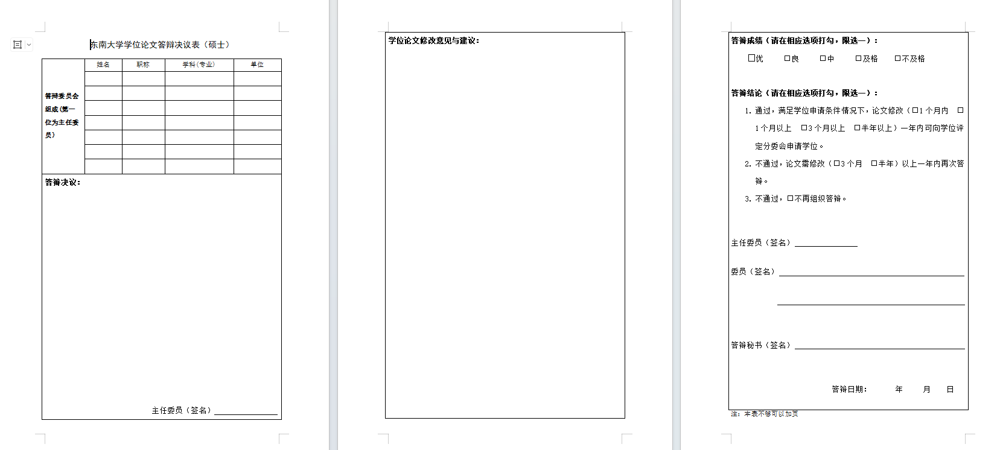 东南大学学位论文答辩决议表（硕士）
姓名 职称 学科(专业) 单位
答辩委员会
组成(第一
位为主任委
员)
答辩决议：
主任委员（签名）
学位论文修改意见与建议：
答辩成绩（请在相应选项打勾，限选一）：
□优 □良 □中 □及格 □不及格
答辩结论（请在相应选项打勾，限选一）：
1. 通过，满足学位申请条件情况下，论文修改（□1个月内 □
1个月以上 □3个月以上 □半年以上）一年内可向学位评
定分委会申请学位。
2. 不通过，论文需修改（□3个月 □半年）以上一年内再次答
辩。
3. 不通过，□不再组织答辩。
主任委员（签名）
委员（签名）
答辩秘书（签名）
答辩日期： 年 月 日
注：本表不够可以加页